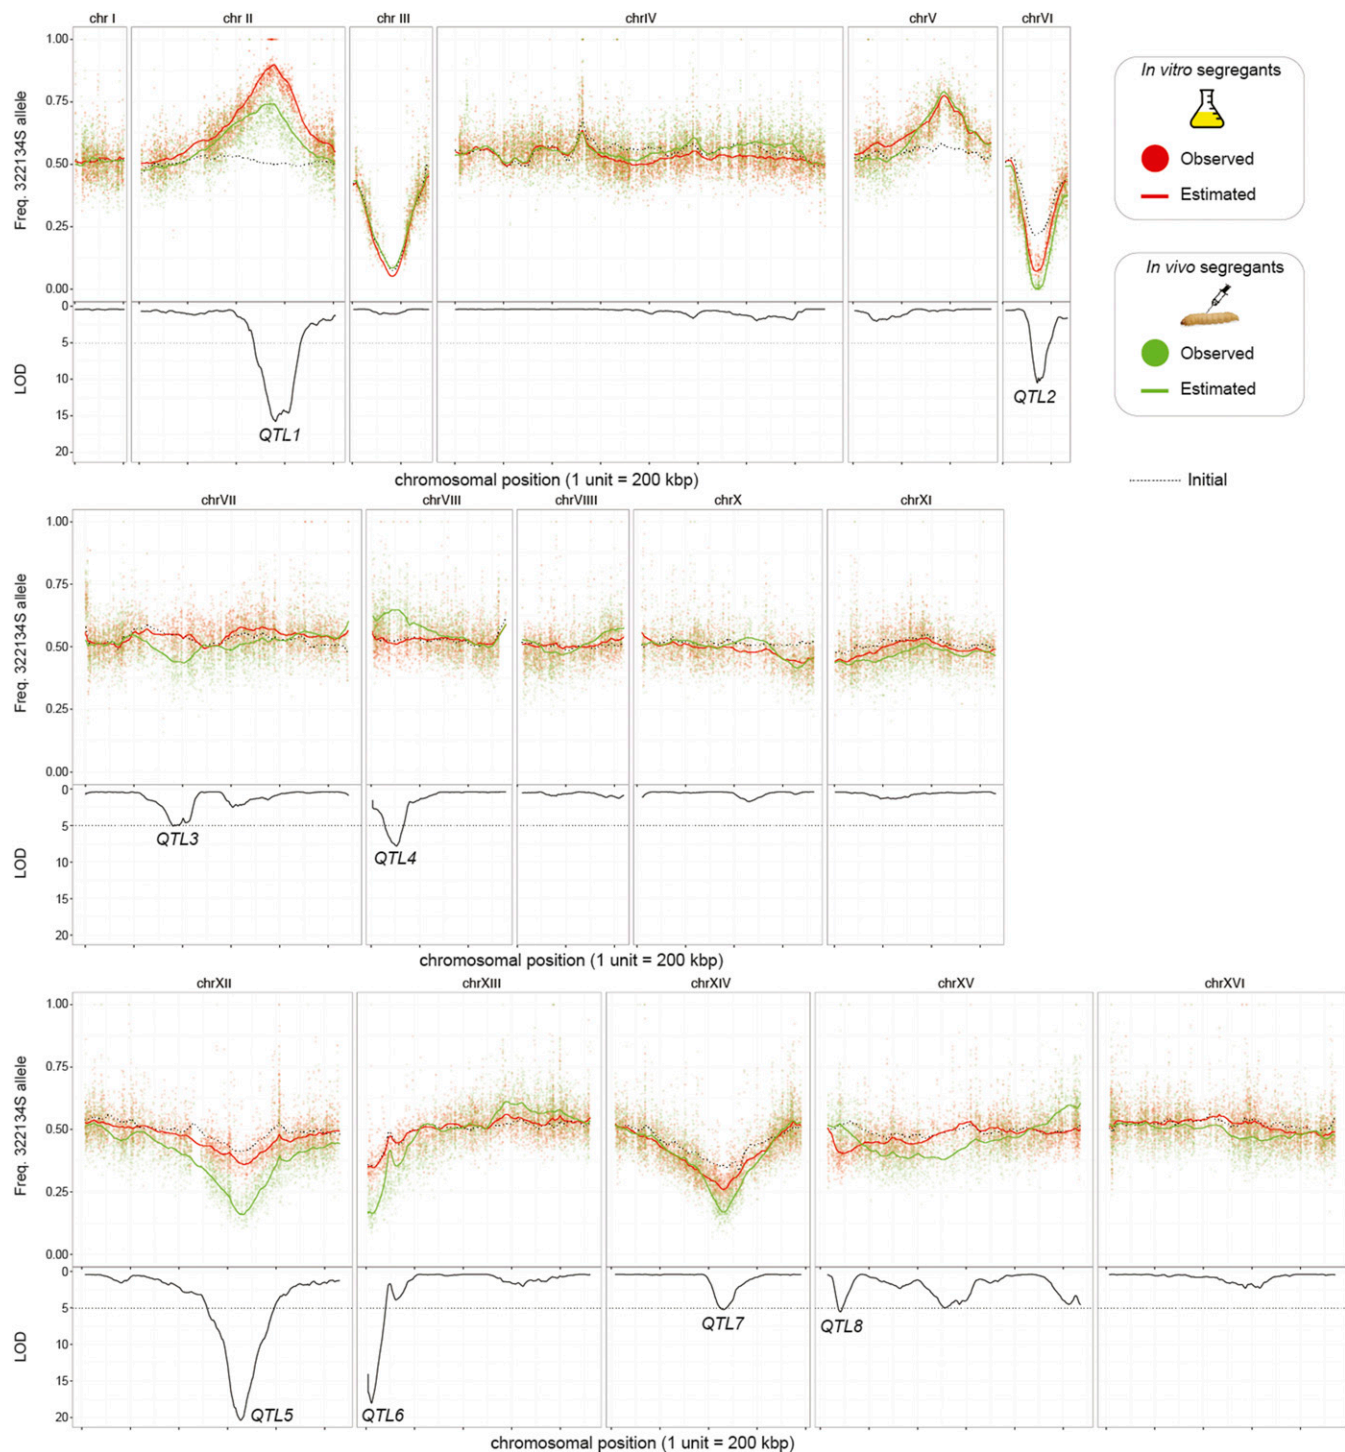 chr I chr II chr III chrIV chrV chrVI
Freq. 322134S allele
1.00
0.75
0.50
0.25
0.00
LOD
0
5
10
15
20
QTL1
QTL2
chromosomal position (1 unit = 200 kbp)
In vitro segregants
Observed
Estimated
In vivo segregants
Observed
Estimated
Initial
chrVII chrVIII chrVIIII chrX chrXI
Freq. 322134S allele
1.00
0.75
0.50
0.25
0.00
LOD
0
5
10
15
20
QTL3
QTL4
chromosomal position (1 unit = 200 kbp)
chrXII chrXIII chrXIV chrXV chrXVI
Freq. 322134S allele
1.00
0.75
0.50
0.25
0.00
LOD
0
5
10
15
20
QTL5
QTL6
QTL7
QTL8
chromosomal position (1 unit = 200 kbp)